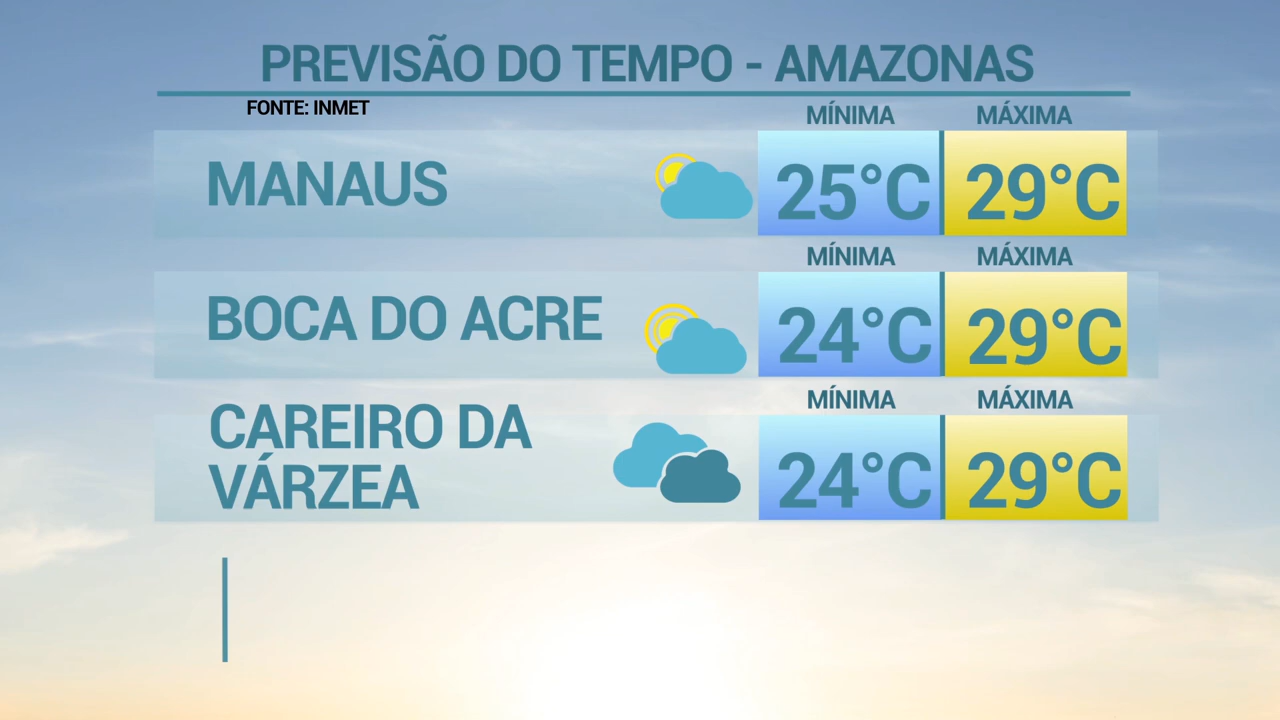 PREVISÃO DO TEMPO - AMAZONAS
FONTE: INMET
MÍNIMA MÁXIMA
MANAUS 25°C 29°C
MÍNIMA MÁXIMA
BOCA DO ACRE 24°C 29°C
MÍNIMA MÁXIMA
CAREIRO DA
VÁRZEA 24°C 29°C